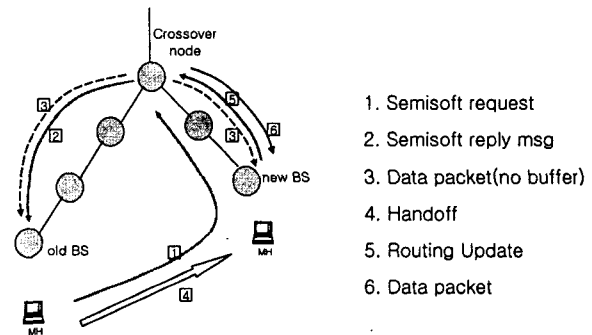 Crossover
node
3
2
5
3
6
new BS
old BS
1
4
MH
MH
1. Semisoft request
2. Semisoft reply msg
3. Data packet(no buffer)
4. Handoff
5. Routing Update
6. Data packet